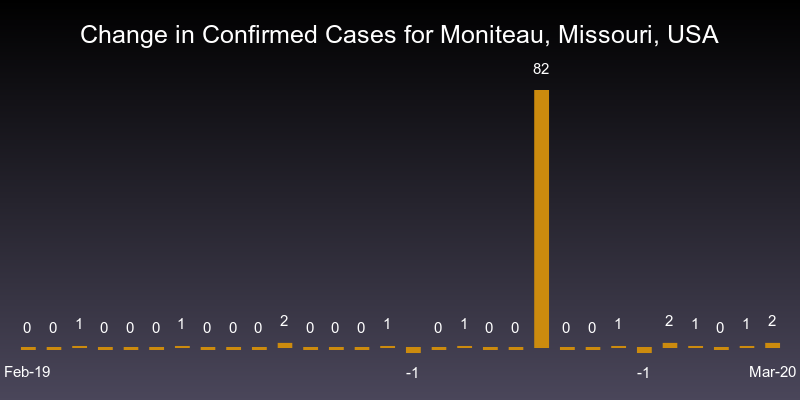 Change in Confirmed Cases for Moniteau, Missouri, USA
82
0 0 1 0 0 0 1 0 0 0 2 0 0 0 1 0 1 0 0 0 0 1 2 1 0 1 2
Feb-19 -1 -1 Mar-20